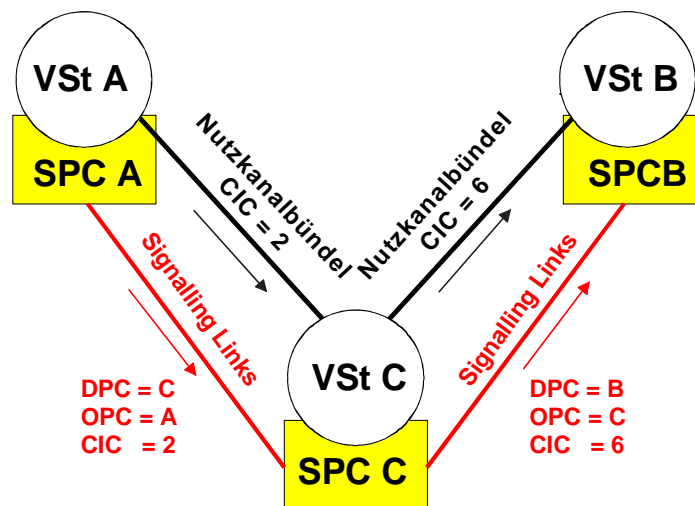 VSt A
SPC A
VSt B
SPCB
Nutzkanalbündel
CIC = 2
Nutzkanalbündel
CIC = 6
Signalling Links
Signalling Links
DPC = C
OPC = A
CIC = 2
VSt C
SPC C
DPC = B
OPC = C
CIC = 6